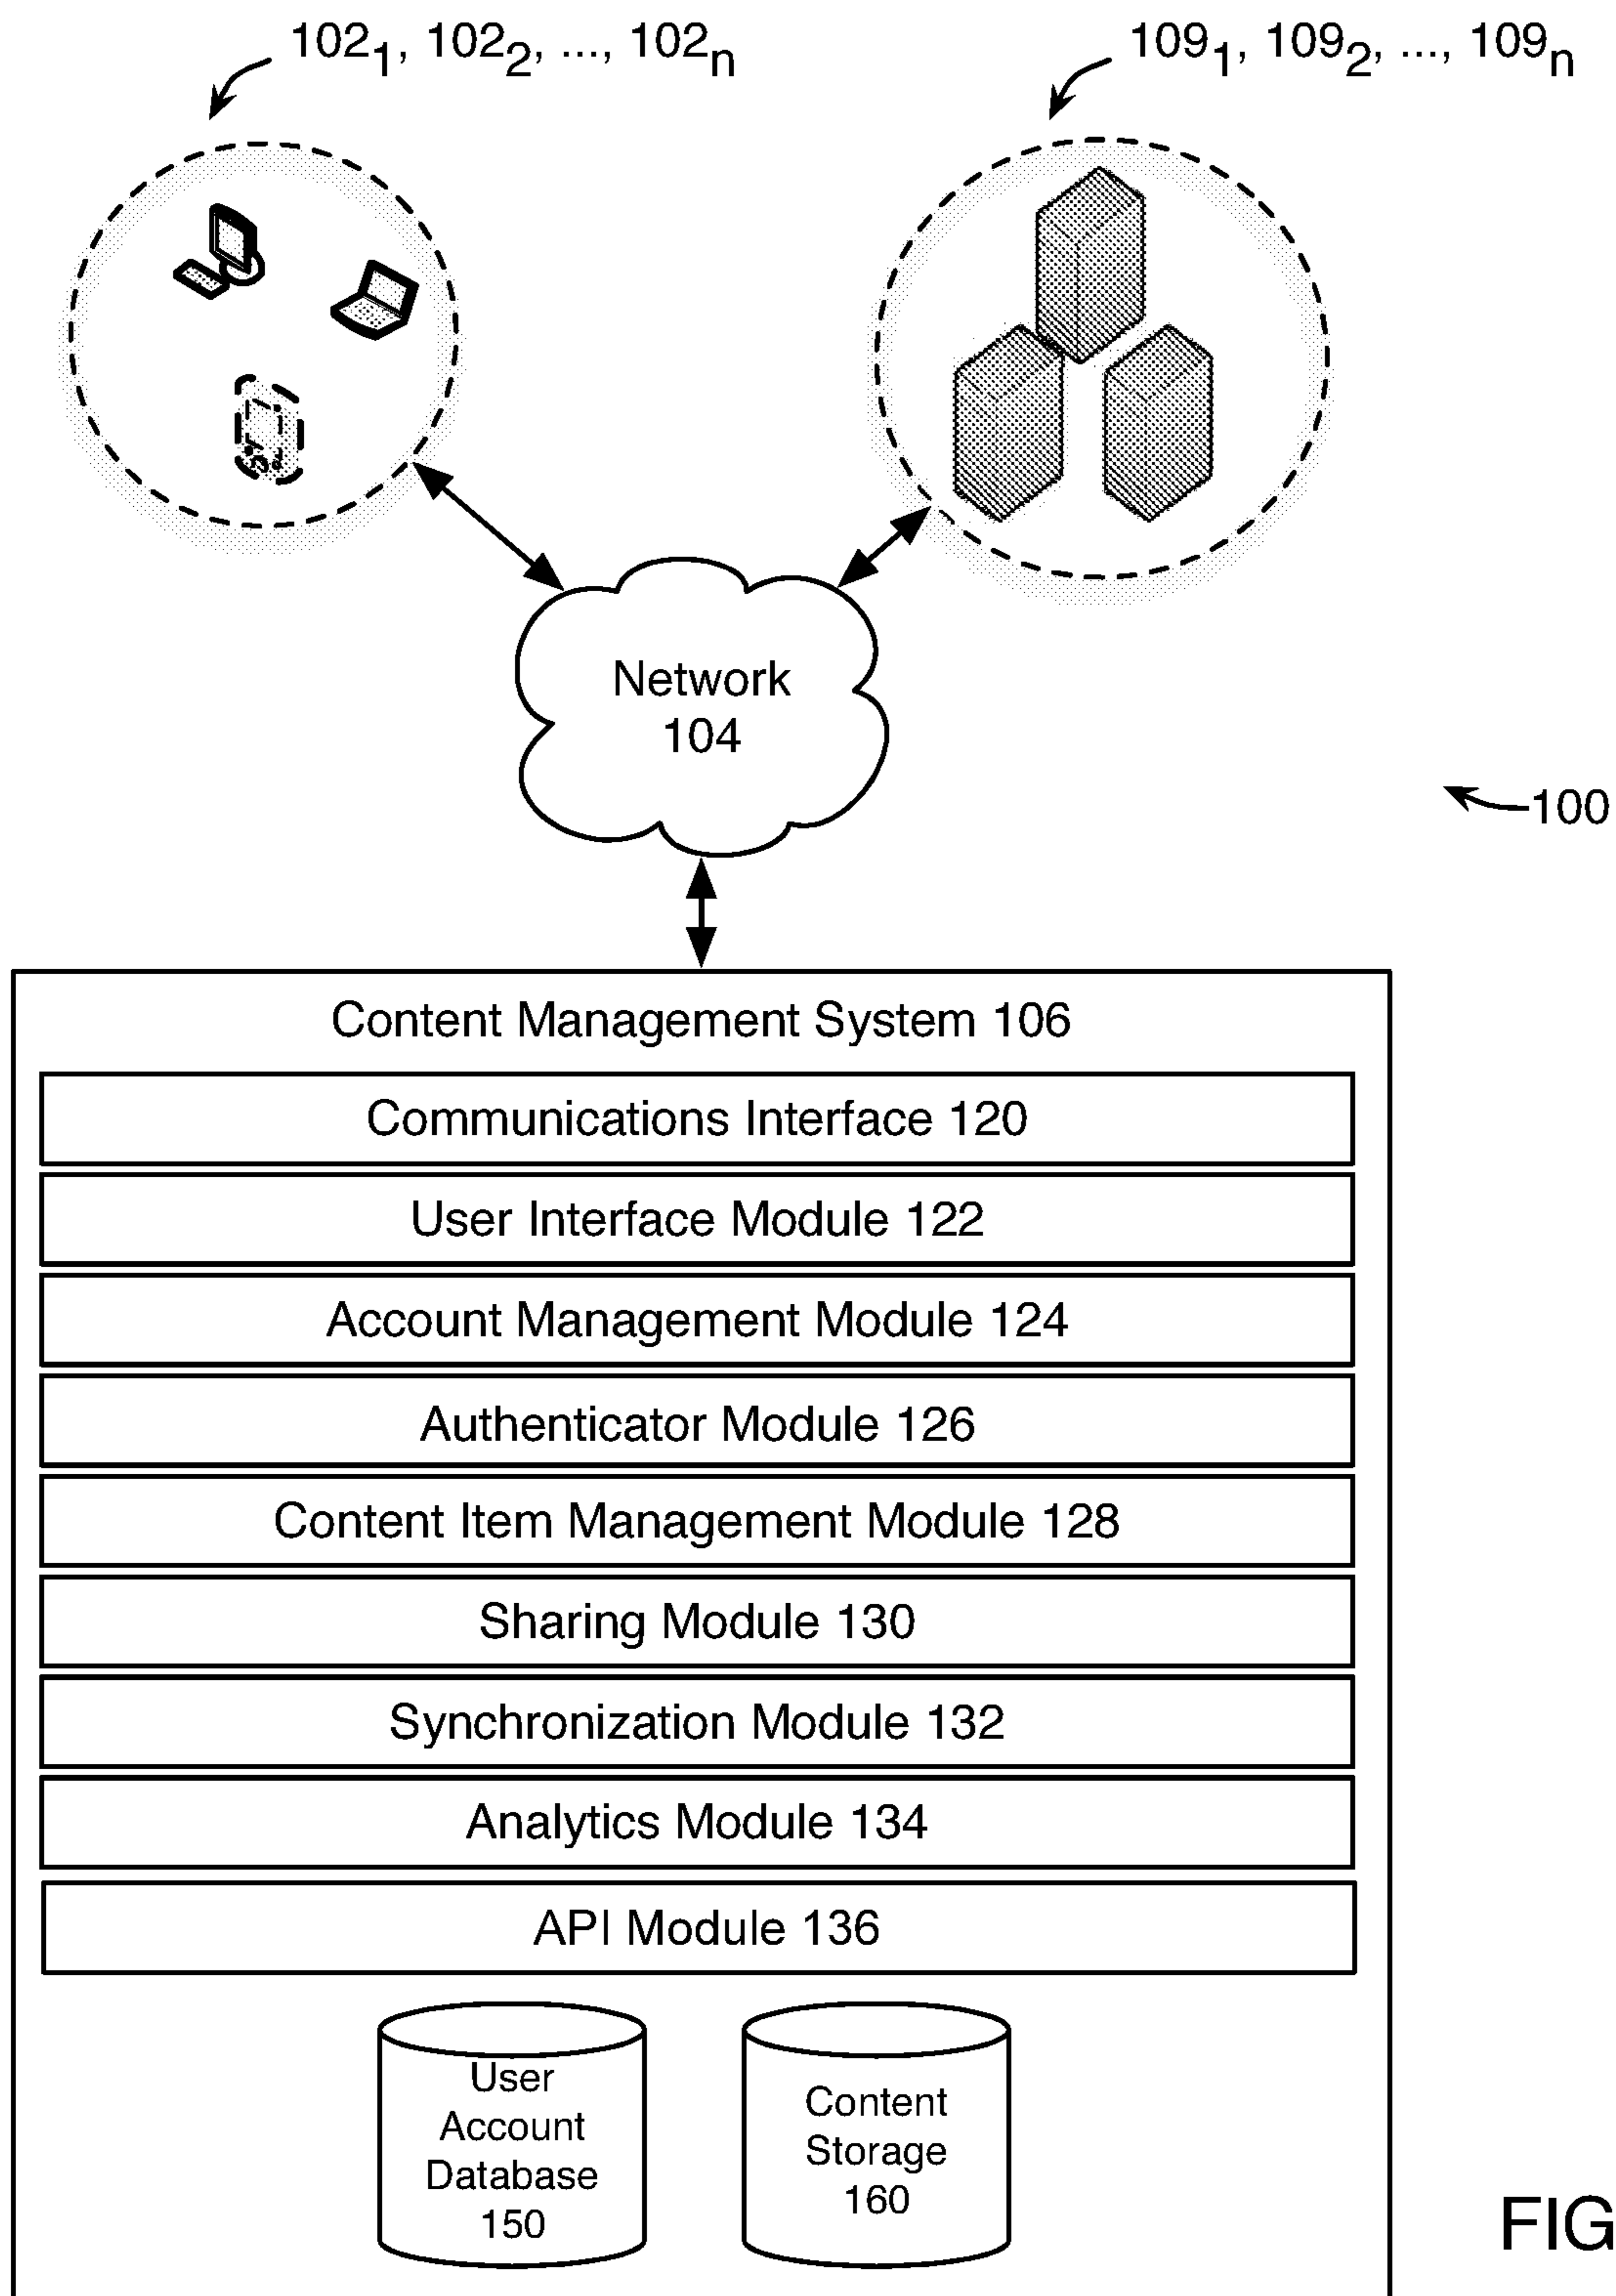 102₁, 102₂, ..., 102ₙ
109₁, 109₂, ..., 109ₙ
Network
104
100
Content Management System 106
Communications Interface 120
User Interface Module 122
Account Management Module 124
Authenticator Module 126
Content Item Management Module 128
Sharing Module 130
Synchronization Module 132
Analytics Module 134
API Module 136
User
Account
Database
150
Content
Storage
160
FIG